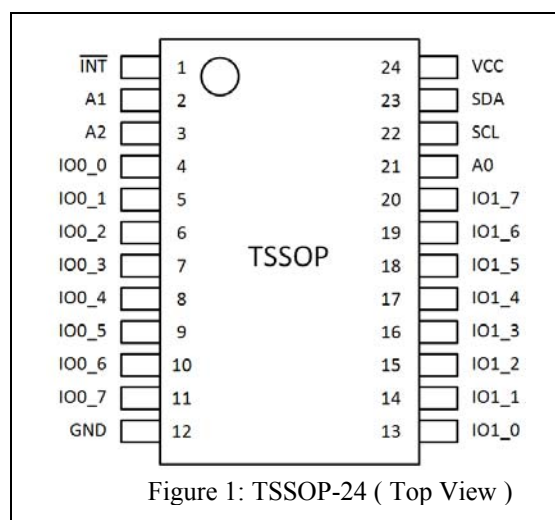 INT 1 24 VCC
A1 2 23 SDA
A2 3 22 SCL
IO0_0 4 21 A0
IO0_1 5 20 IO1_7
IO0_2 6 19 IO1_6
IO0_3 7 TSSOP 18 IO1_5
IO0_4 8 17 IO1_4
IO0_5 9 16 IO1_3
IO0_6 10 15 IO1_2
IO0_7 11 14 IO1_1
GND 12 13 IO1_0
Figure 1: TSSOP-24 ( Top View )